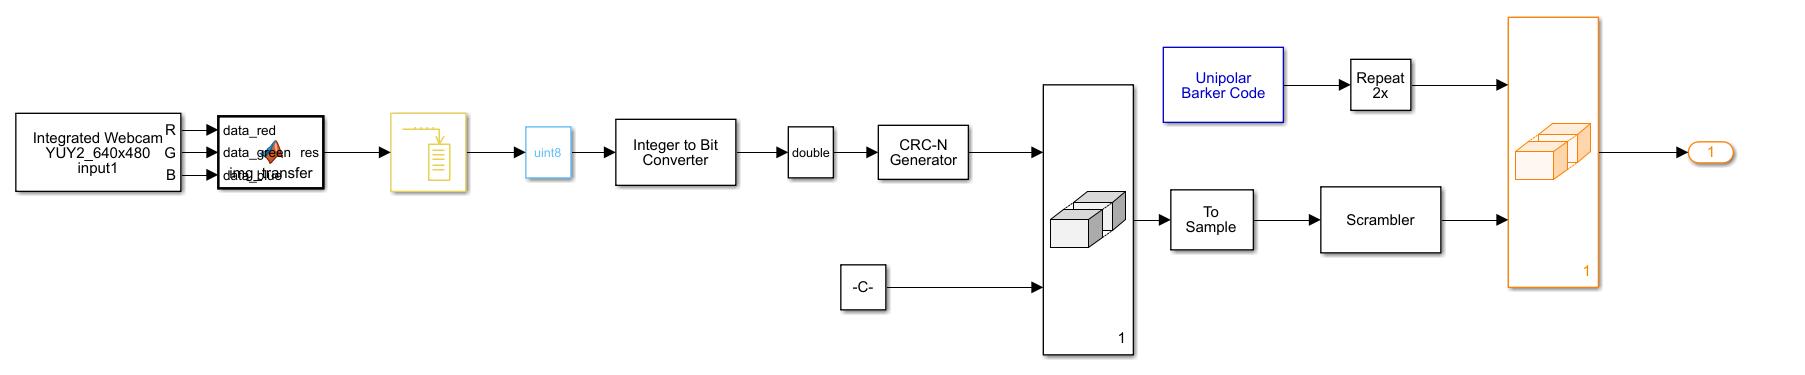 Integrated Webcam
YUY2_640x480
input1
R
G
B
data_red
data_green
res
data_blue
img_transfer
uint8
Integer to Bit
Converter
double
CRC-N
Generator
-C-
1
Unipolar
Barker Code
Repeat
2x
To
Sample
Scrambler
1
1